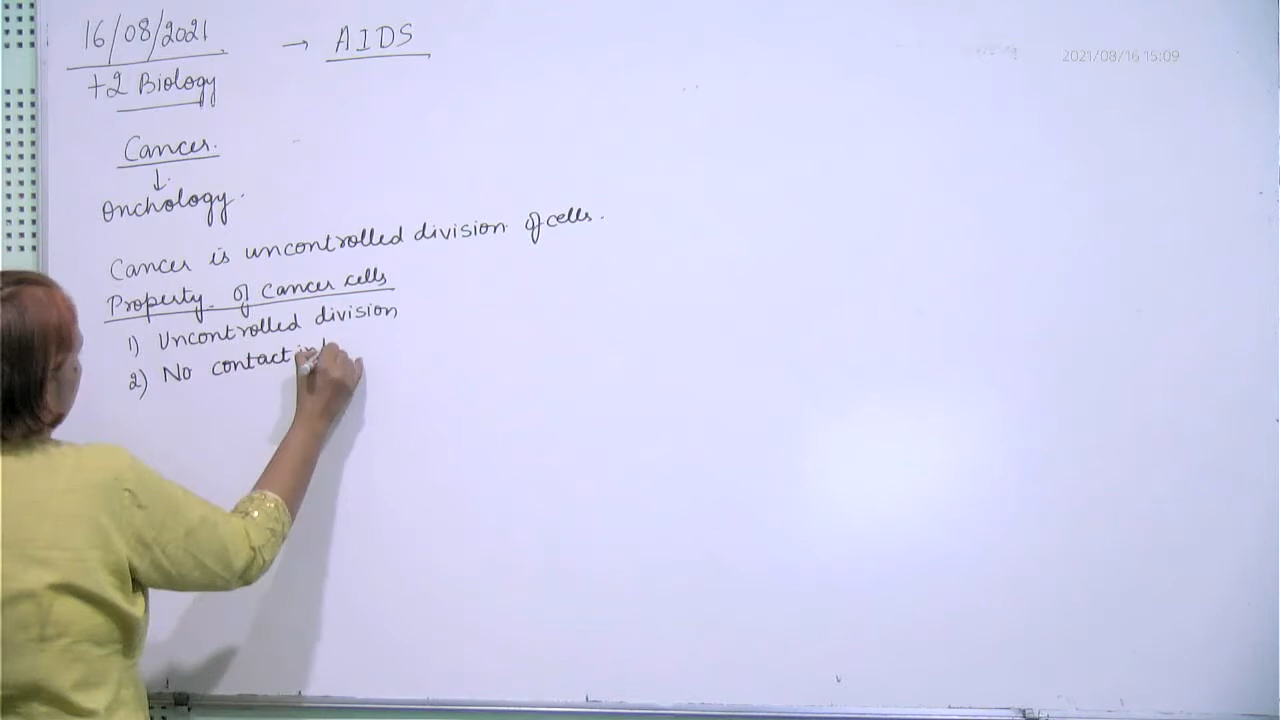 16/08/2021
→ AIDS
2021/08/16 15:09
+2 Biology
Cancer.
↓
Onchology.
Cancer is uncontrolled division of cells.
Property of cancer cells
1) Uncontrolled division
2) No contact